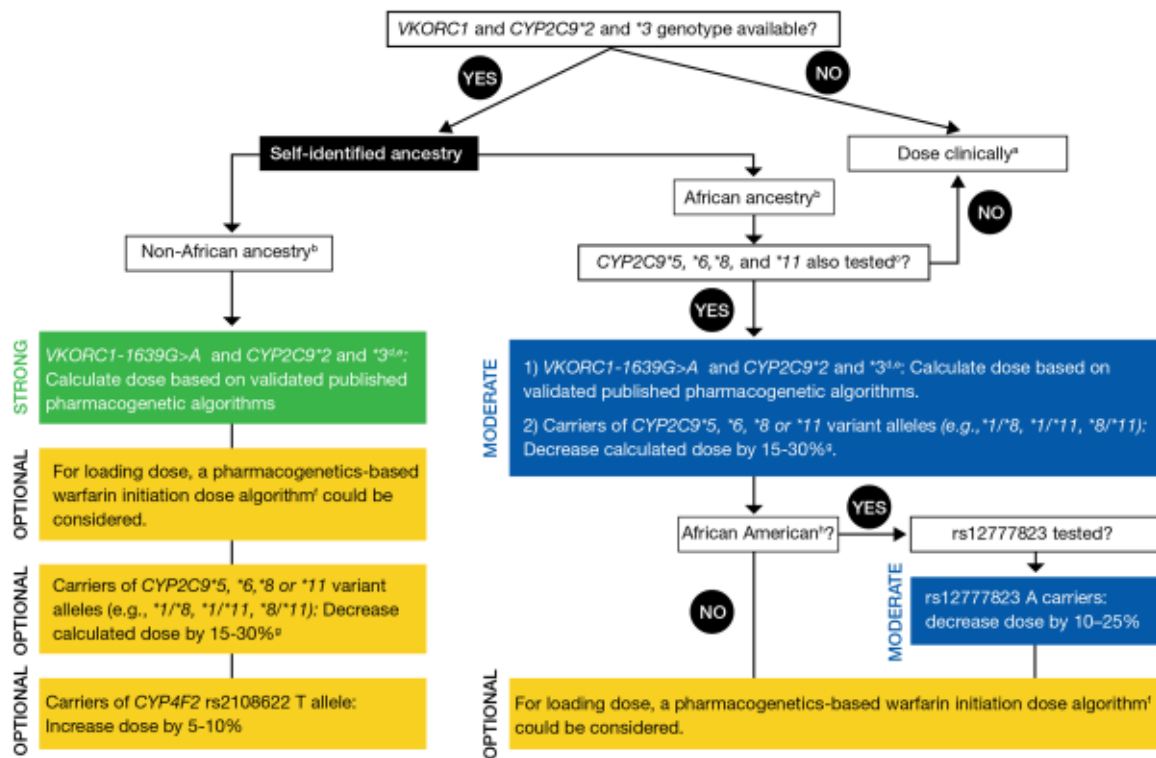 VKORC1 and CYP2C9*2 and *3 genotype available?
YES
NO
Self-identified ancestry
Dose clinicallyᵃ
African ancestryᵇ
NO
Non-African ancestryᵇ
CYP2C9*5, *6,*8, and *11 also testedᶜ?
YES
STRONG
VKORC1-1639G>A and CYP2C9*2 and *3ᵈ,ᵉ:
Calculate dose based on validated published
pharmacogenetic algorithms
MODERATE
1) VKORC1-1639G>A and CYP2C9*2 and *3ᵈ,ᵉ: Calculate dose based on
validated published pharmacogenetic algorithms.
2) Carriers of CYP2C9*5, *6, *8 or *11 variant alleles (e.g.,*1/*8, *1/*11, *8/*11):
Decrease calculated dose by 15-30%ᵍ.
OPTIONAL
For loading dose, a pharmacogenetics-based
warfarin initiation dose algorithmᶠ could be
considered.
African Americanʰ?
YES
rs12777823 tested?
NO
MODERATE
rs12777823 A carriers:
decrease dose by 10–25%
OPTIONAL
Carriers of CYP2C9*5, *6,*8 or *11 variant
alleles (e.g., *1/*8, *1/*11, *8/*11): Decrease
calculated dose by 15-30%ᵍ
OPTIONAL
Carriers of CYP4F2 rs2108622 T allele:
Increase dose by 5-10%
OPTIONAL
For loading dose, a pharmacogenetics-based warfarin initiation dose algorithmᶠ
could be considered.